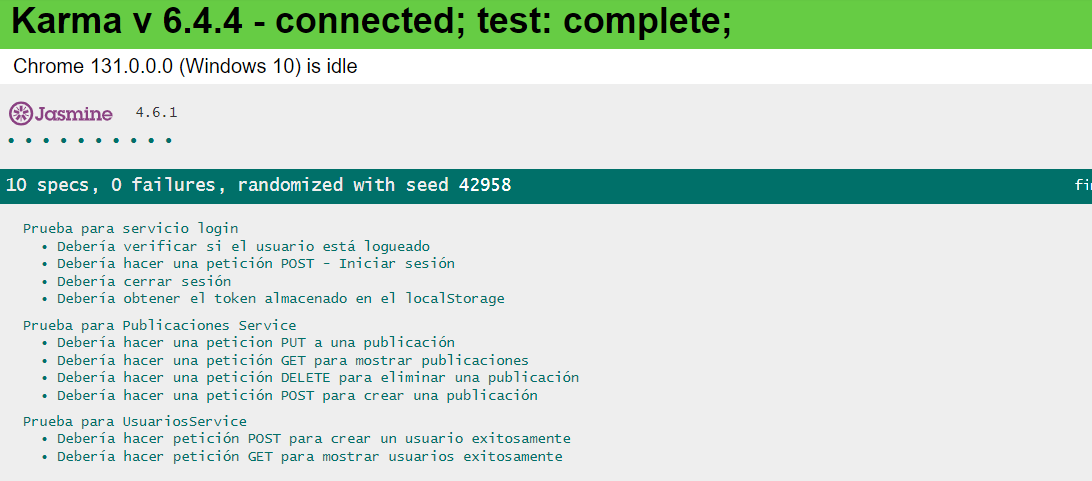 Karma v 6.4.4 - connected; test: complete;
Chrome 131.0.0.0 (Windows 10) is idle
Jasmine 4.6.1
10 specs, 0 failures, randomized with seed 42958
Prueba para servicio login
• Debería verificar si el usuario está logueado
• Debería hacer una petición POST - Iniciar sesión
• Debería cerrar sesión
• Debería obtener el token almacenado en el localStorage
Prueba para Publicaciones Service
• Debería hacer una peticion PUT a una publicación
• Debería hacer una petición GET para mostrar publicaciones
• Debería hacer una petición DELETE para eliminar una publicación
• Debería hacer una petición POST para crear una publicación
Prueba para UsuariosService
• Debería hacer petición POST para crear un usuario exitosamente
• Debería hacer petición GET para mostrar usuarios exitosamente